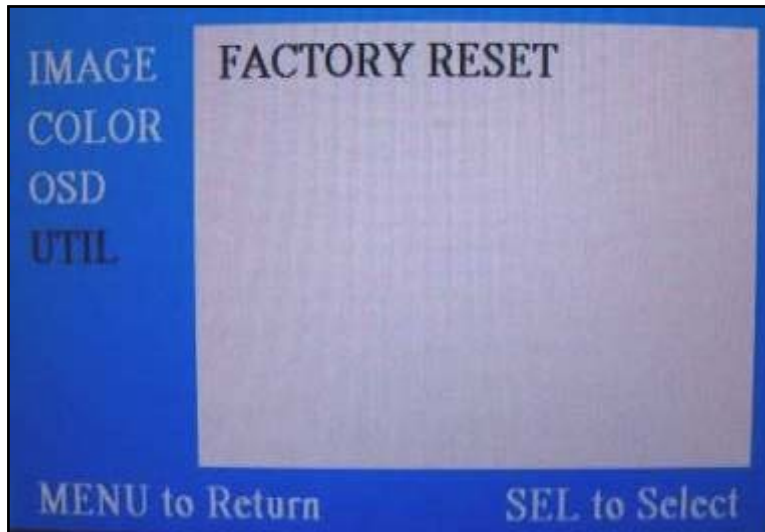 IMAGE
COLOR
OSD
UTIL
FACTORY RESET
MENU to Return
SEL to Select